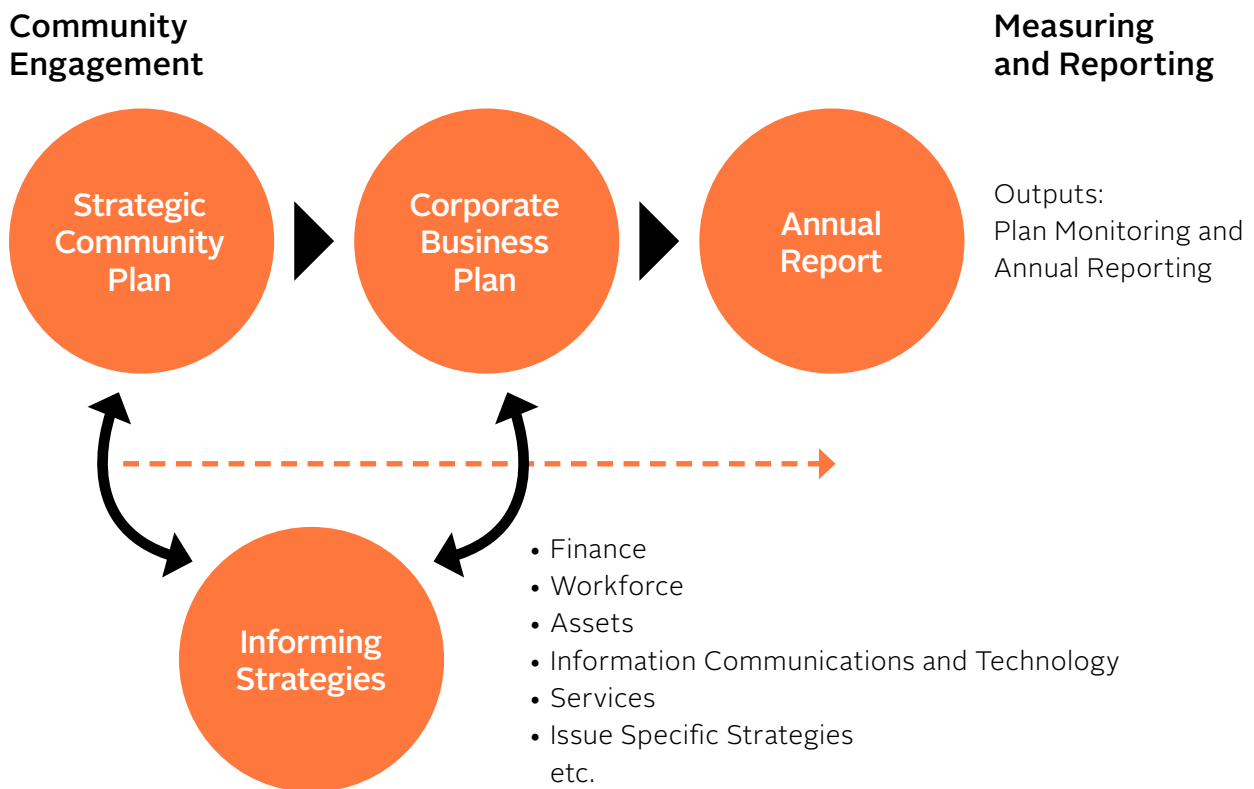 Community
Engagement
Measuring
and Reporting
Strategic
Community
Plan
Corporate
Business
Plan
Annual
Report
Outputs:
Plan Monitoring and
Annual Reporting
Informing
Strategies
• Finance
• Workforce
• Assets
• Information Communications and Technology
• Services
• Issue Specific Strategies
etc.